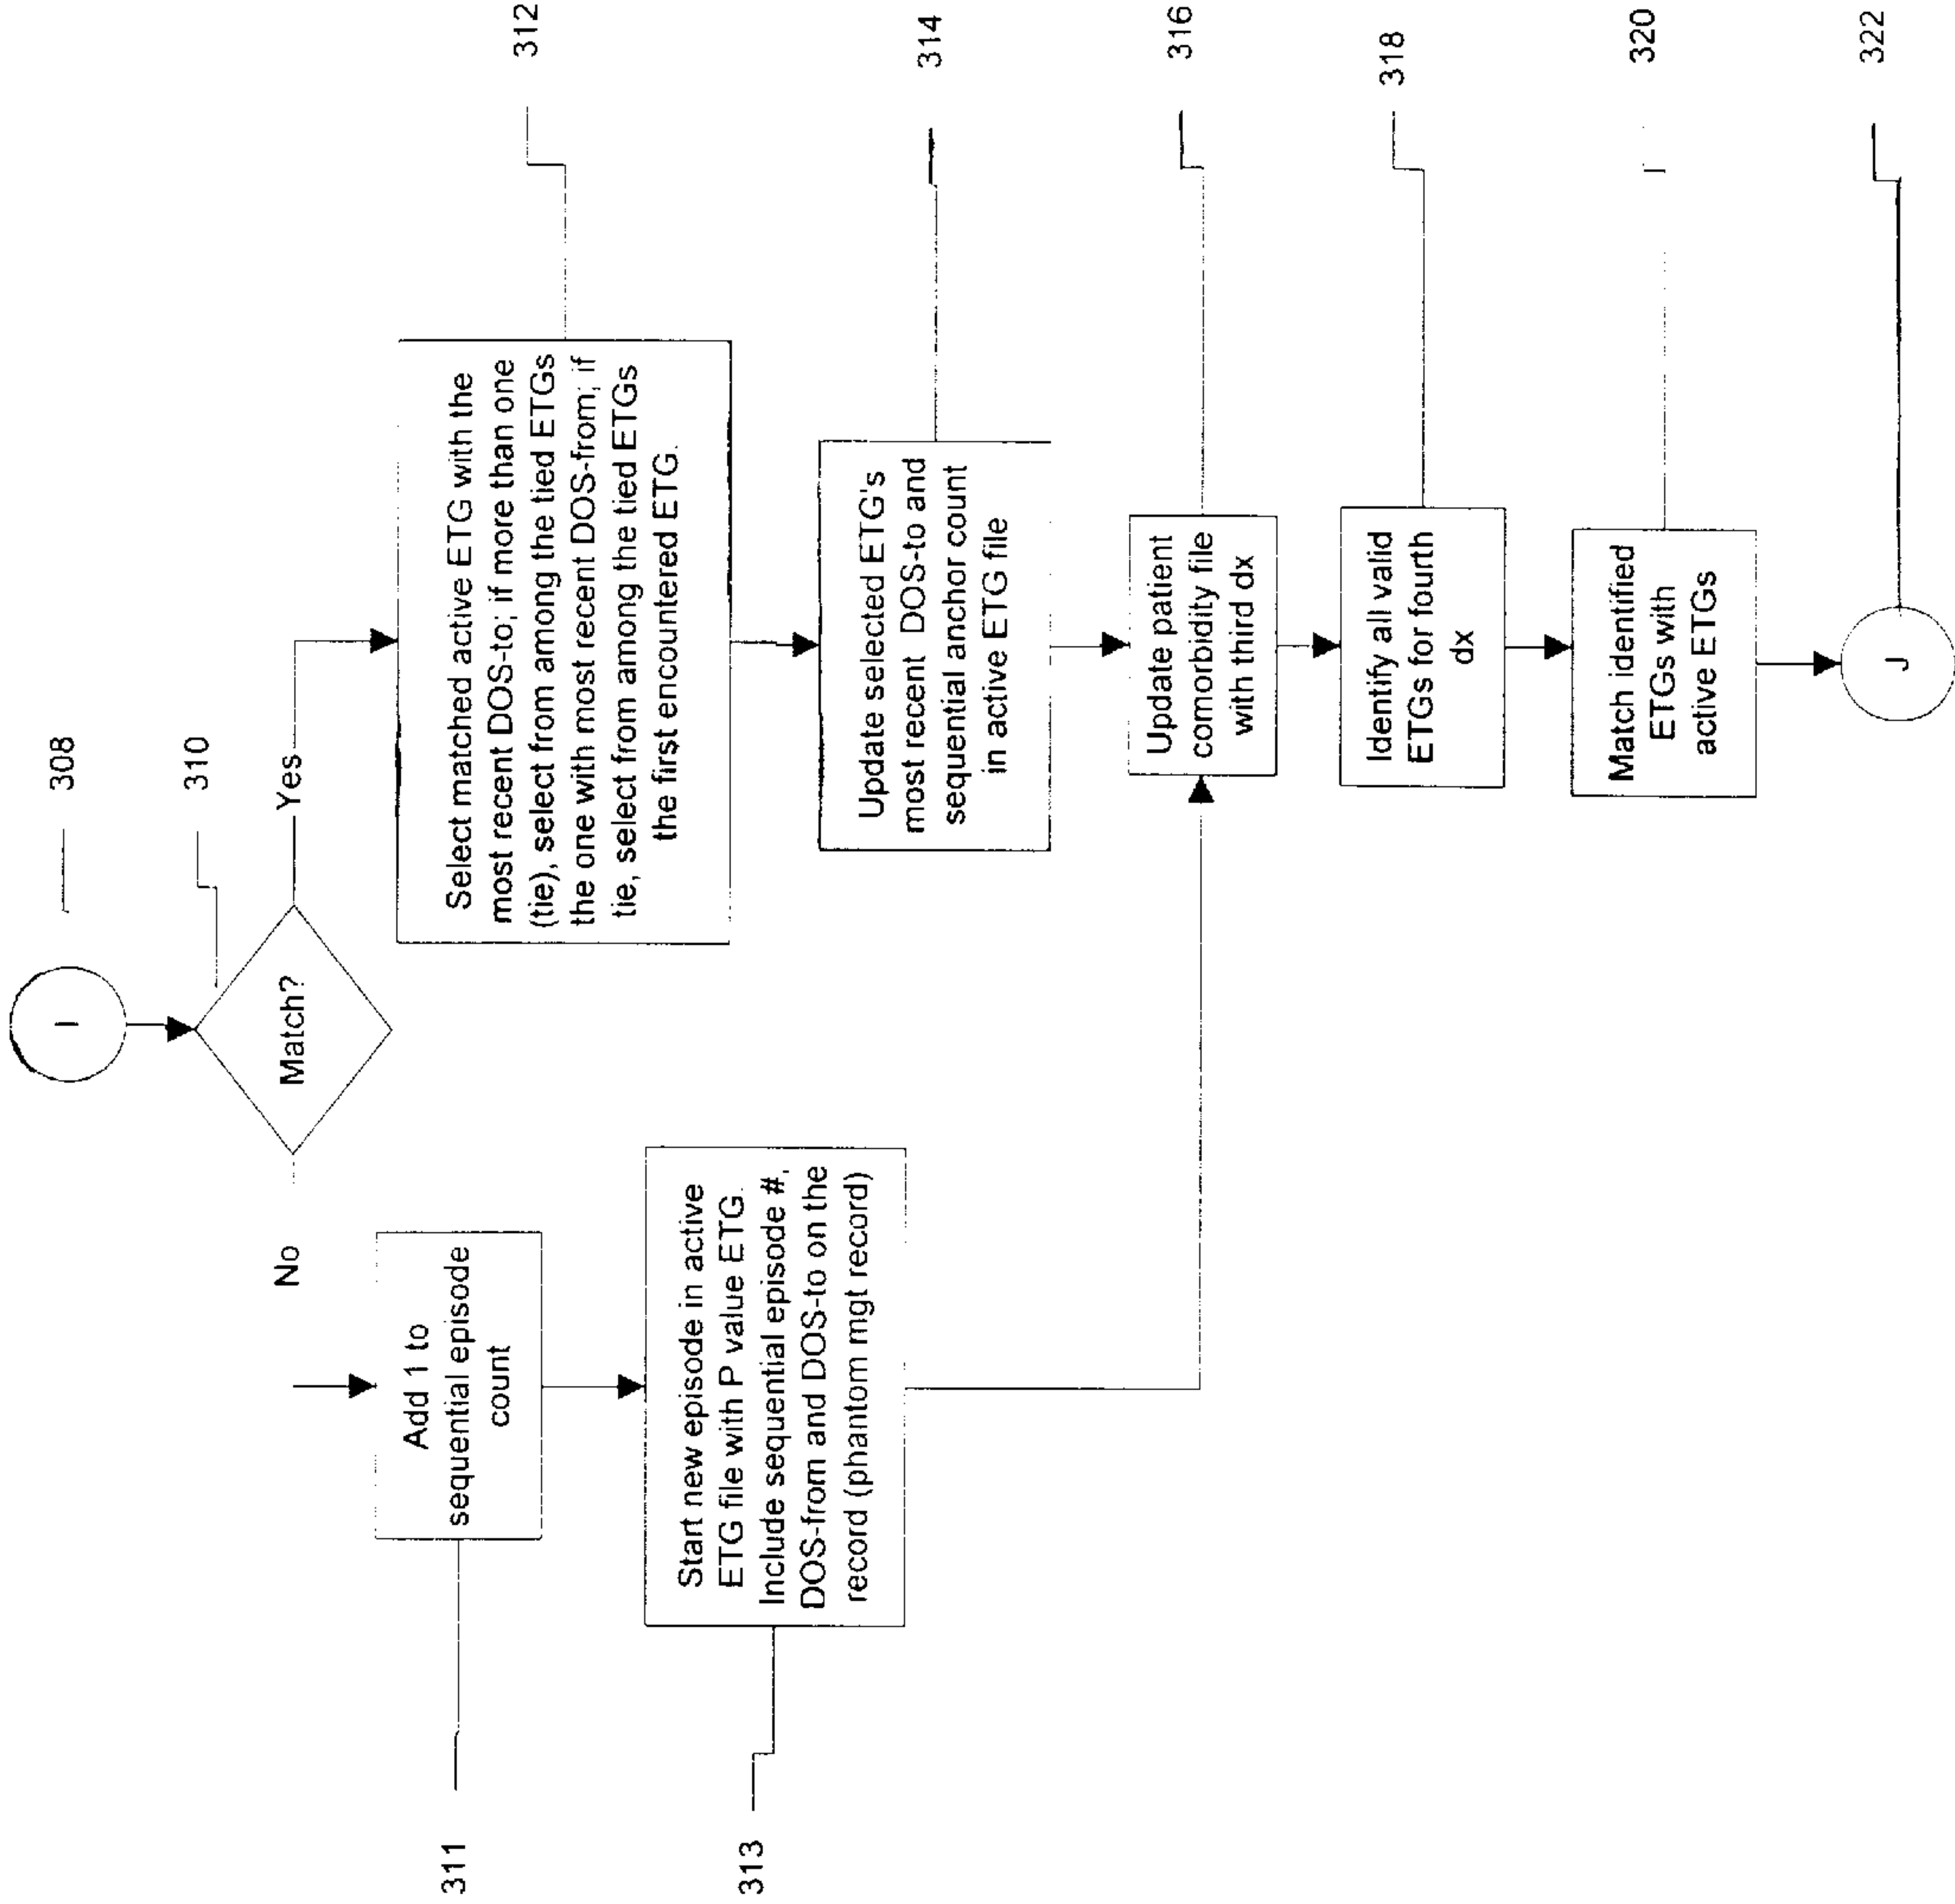 I
308
Match?
310
No
Yes
Add 1 to
sequential episode
count
311
Select matched active ETG with the
most recent DOS-to; if more than one
(tie), select from among the tied ETGs
the one with most recent DOS-from; if
tie, select from among the tied ETGs
the first encountered ETG.
312
Start new episode in active
ETG file with P value ETG.
Include sequential episode #,
DOS-from and DOS-to on the
record (phantom mgt record)
313
Update selected ETG's
most recent DOS-to and
sequential anchor count
in active ETG file
314
Update patient
comorbidity file
with third dx
316
Identify all valid
ETGs for fourth
dx
318
Match identified
ETGs with
active ETGs
320
J
322